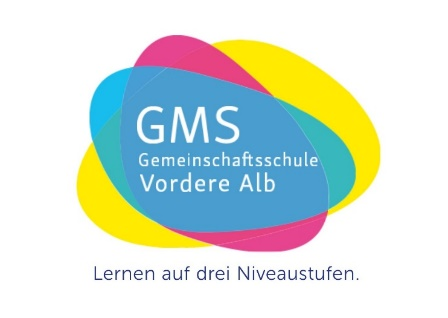 GMS
Gemeinschaftsschule
Vordere Alb
Lernen auf drei Niveaustufen.